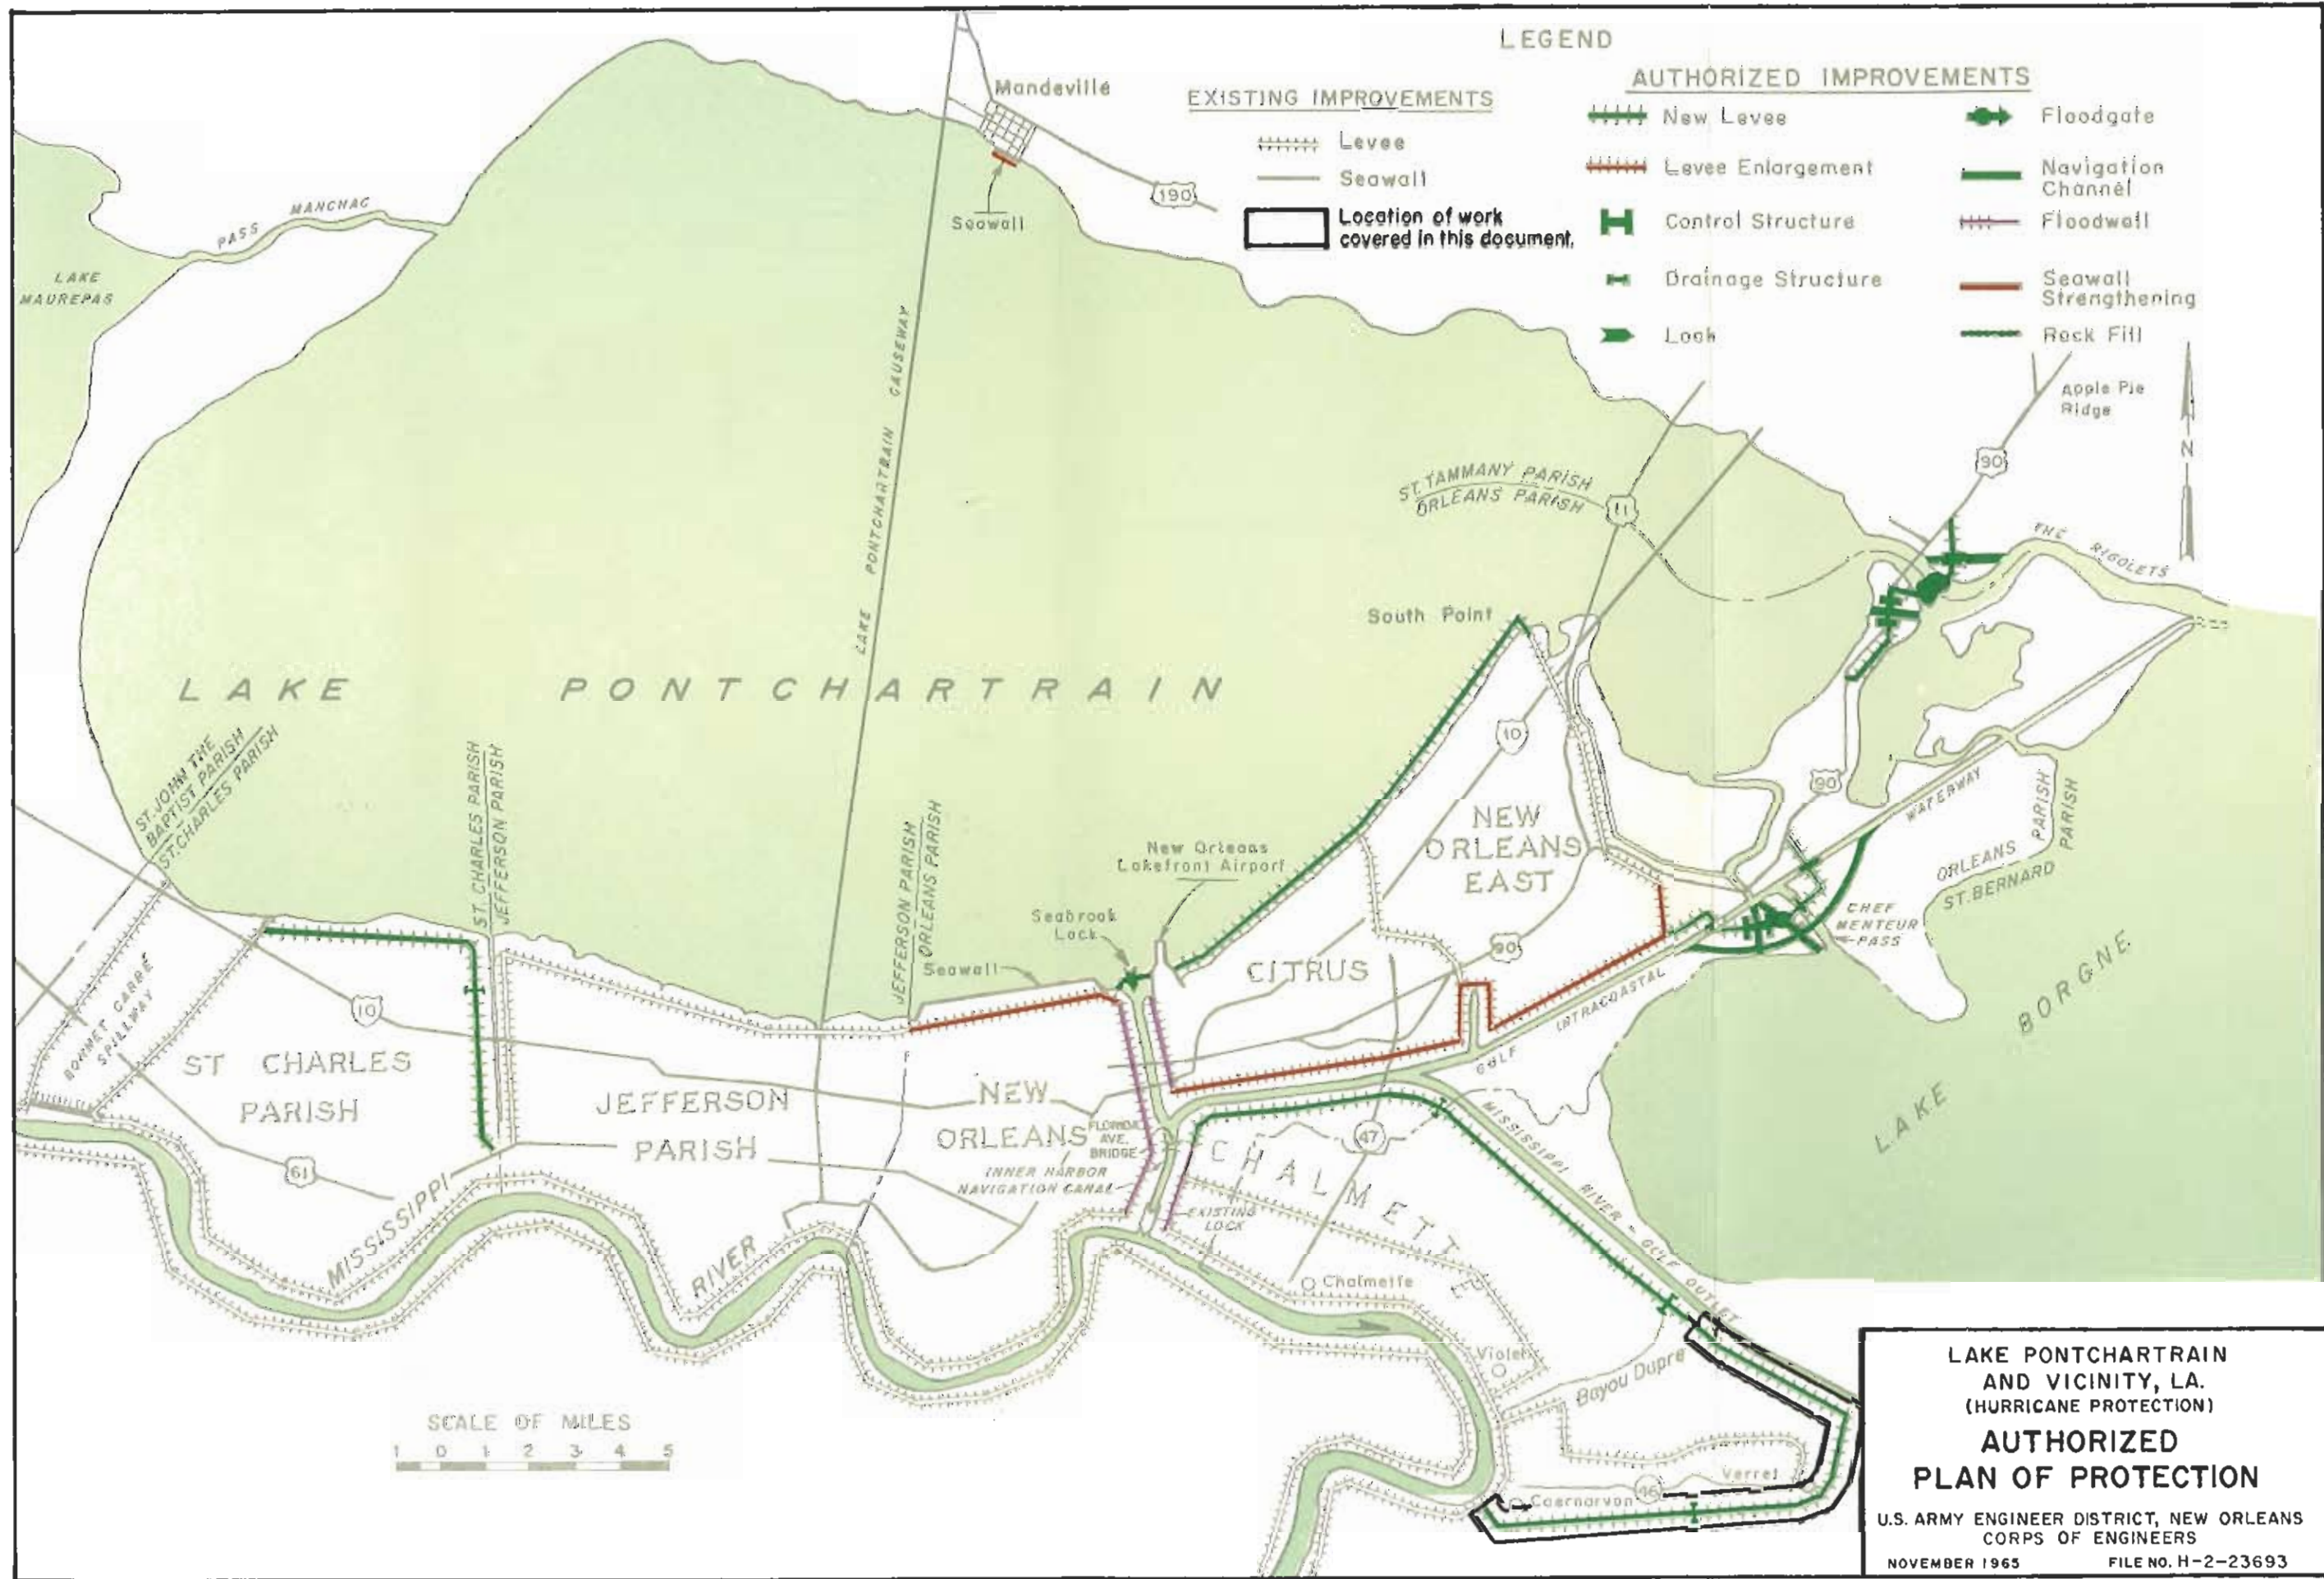 LEGEND
EXISTING IMPROVEMENTS
Levee
Seawall
Location of work
covered in this document.
AUTHORIZED IMPROVEMENTS
New Levee
Levee Enlargement
Control Structure
Drainage Structure
Lock
Floodgate
Navigation
Channel
Floodwall
Seawall
Strengthening
Rock Fill
Mandeville
190
Seawall
PASS MANCHAC
LAKE
MAUREPAS
LAKE PONTCHARTRAIN CAUSEWAY
Apple Pie
Ridge
N
90
ST. TAMMANY PARISH
ORLEANS PARISH
11
THE RIGOLETS
South Point
LAKE PONTCHARTRAIN
10
ST. JOHN THE
BAPTIST PARISH
ST. CHARLES PARISH
ST. CHARLES PARISH
JEFFERSON PARISH
JEFFERSON PARISH
ORLEANS PARISH
New Orleans
Lakefront Airport
Seabrook
Lock
Seawall
NEW
ORLEANS
EAST
90
WATERWAY
ORLEANS PARISH
ST. BERNARD PARISH
CHEF
MENTEUR
PASS
90
CITRUS
INTRACOASTAL
GULF
LAKE BORGNE
BONNET CARRE
SPILLWAY
10
ST CHARLES
PARISH
61
JEFFERSON
PARISH
NEW
ORLEANS
FLORIDA
AVE.
BRIDGE
INNER HARBOR
NAVIGATION CANAL
EXISTING
LOCK
CHALMETTE
47
MISSISSIPPI RIVER - GULF OUTLET
MISSISSIPPI RIVER
Chalmette
Violet
Bayou Dupre
Verret
46
Caernarvon
SCALE OF MILES
1 0 1 2 3 4 5
LAKE PONTCHARTRAIN
AND VICINITY, LA.
(HURRICANE PROTECTION)
AUTHORIZED
PLAN OF PROTECTION
U.S. ARMY ENGINEER DISTRICT, NEW ORLEANS
CORPS OF ENGINEERS
NOVEMBER 1965 FILE NO. H-2-23693